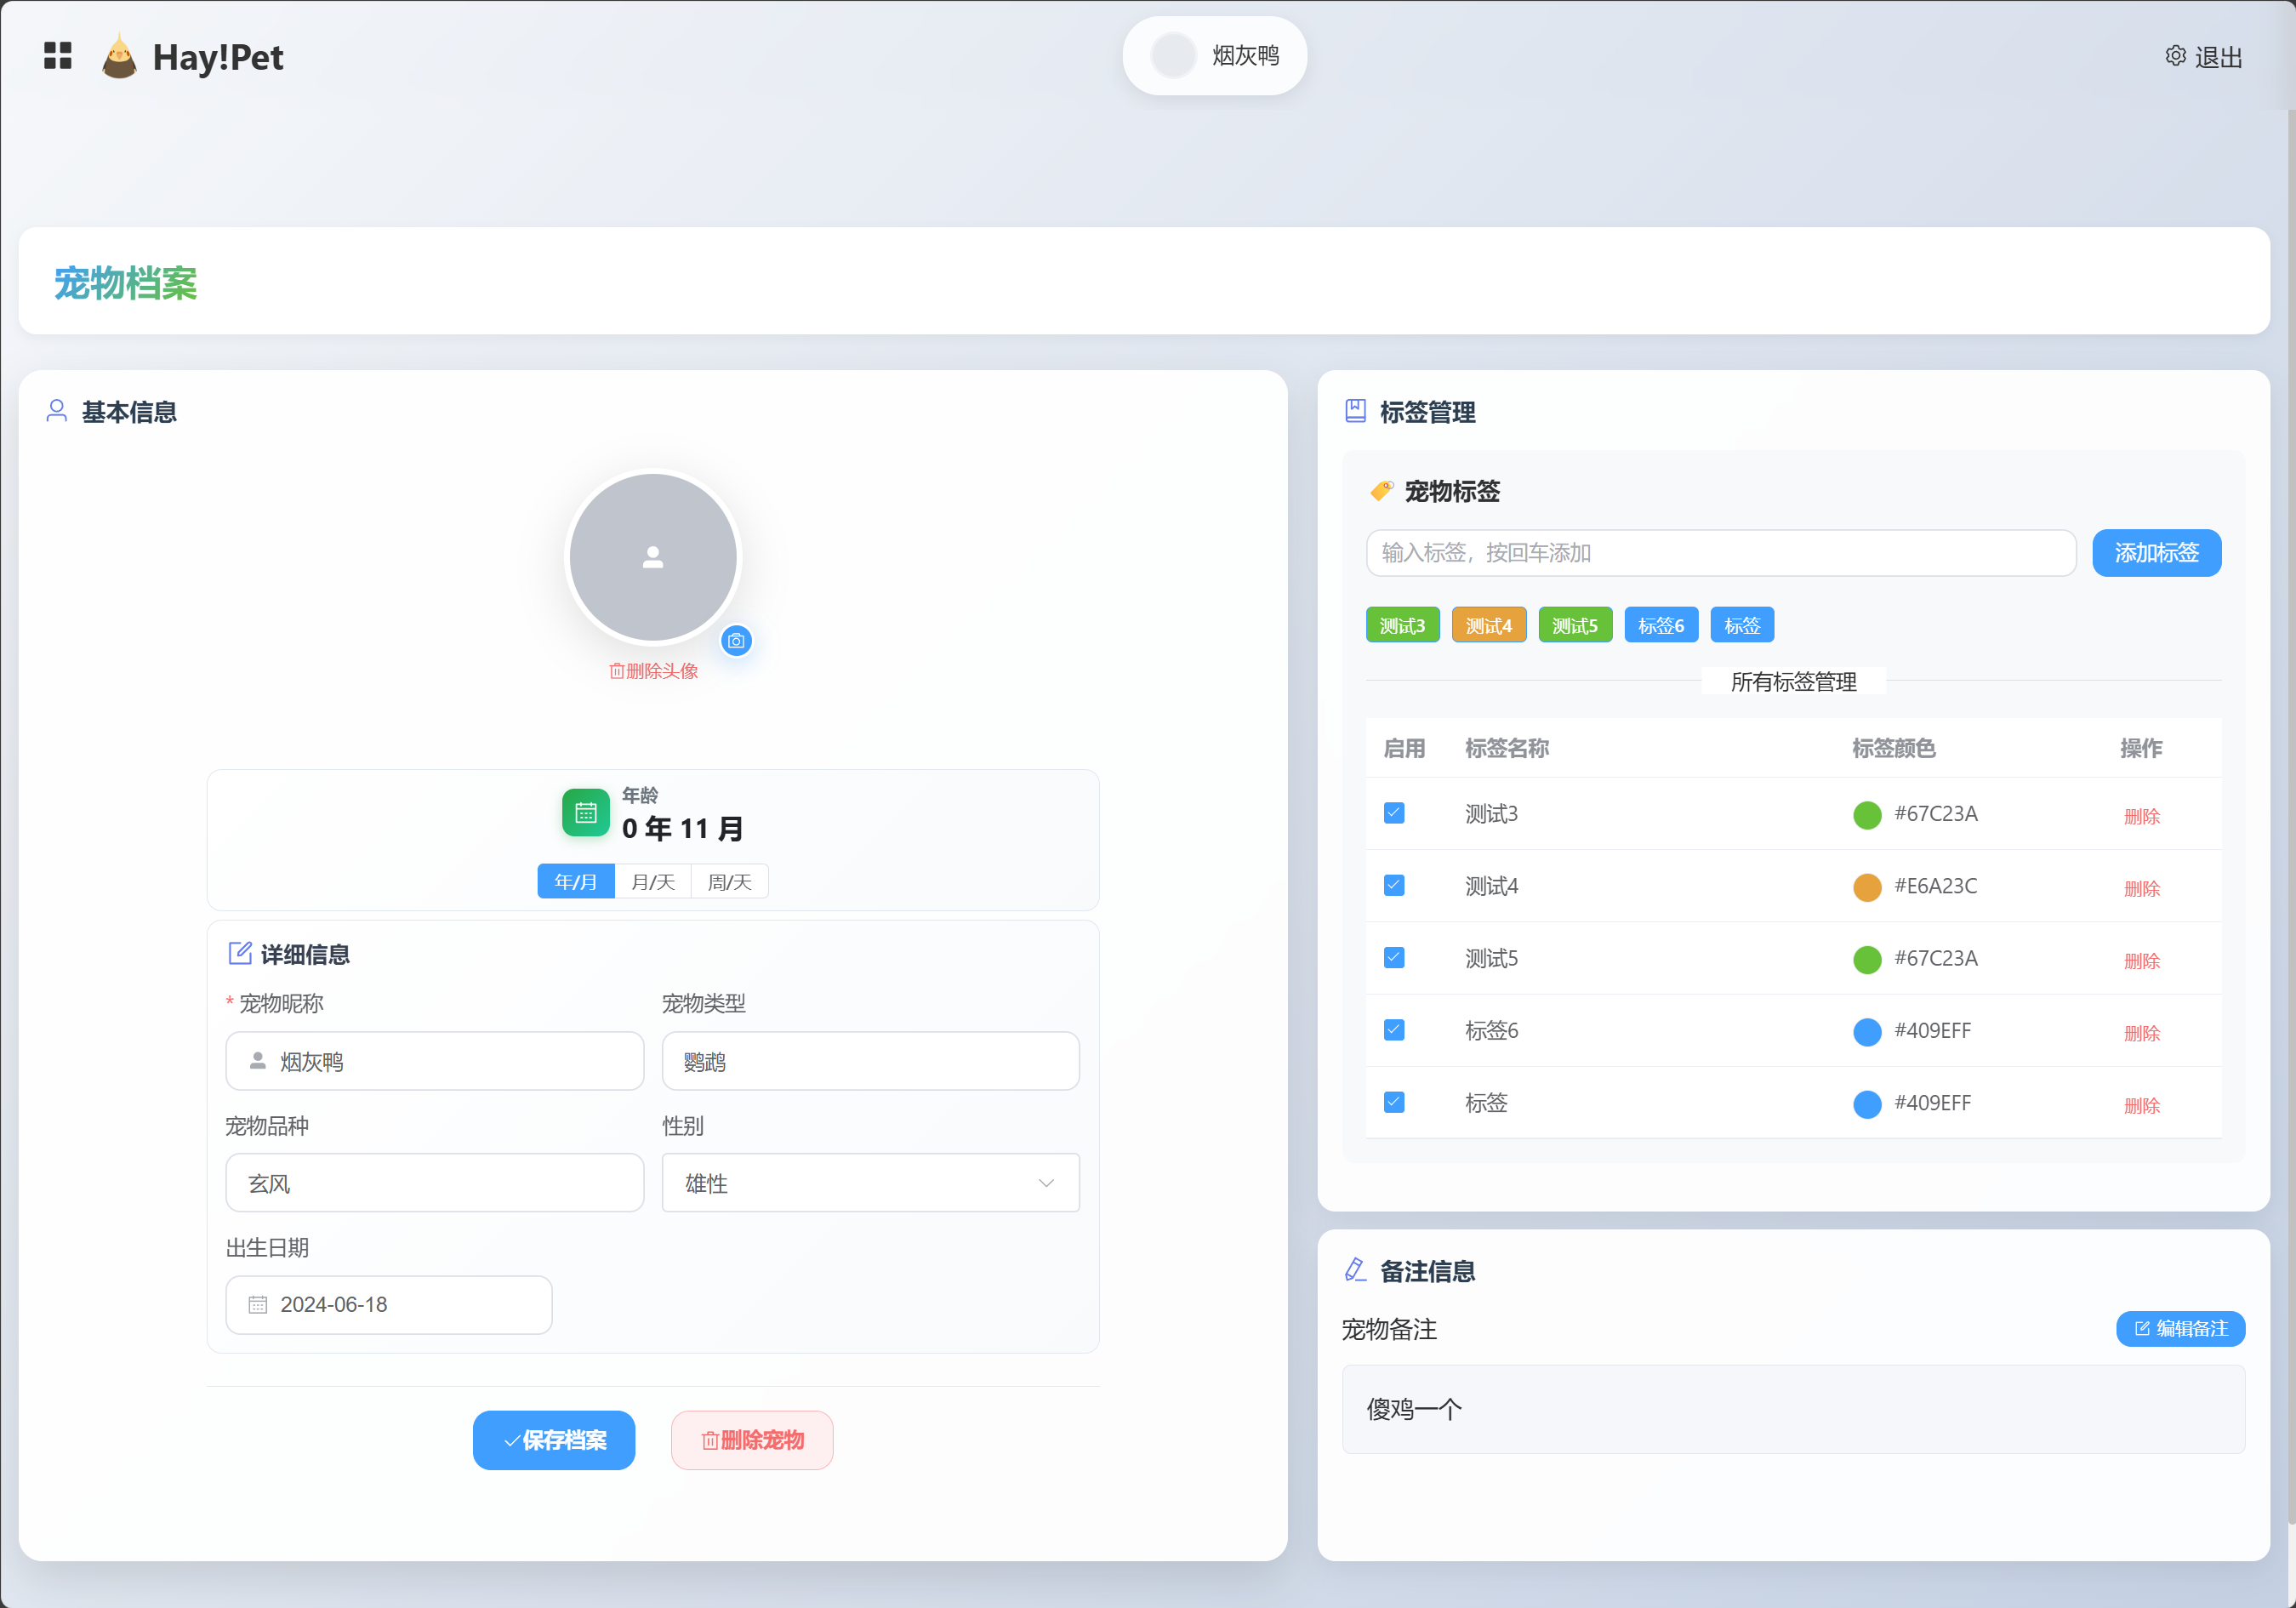 Hay!Pet
烟灰鸭
退出
宠物档案
基本信息
删除头像
年龄
0 年 11 月
年/月 月/天 周/天
详细信息
* 宠物昵称 宠物类型
烟灰鸭 鹦鹉
宠物品种 性别
玄风 雄性
出生日期
2024-06-18
保存档案 删除宠物
标签管理
宠物标签
输入标签，按回车添加 添加标签
测试3 测试4 测试5 标签6 标签
所有标签管理
启用 标签名称 标签颜色 操作
测试3 #67C23A 删除
测试4 #E6A23C 删除
测试5 #67C23A 删除
标签6 #409EFF 删除
标签 #409EFF 删除
备注信息
宠物备注 编辑备注
傻鸡一个